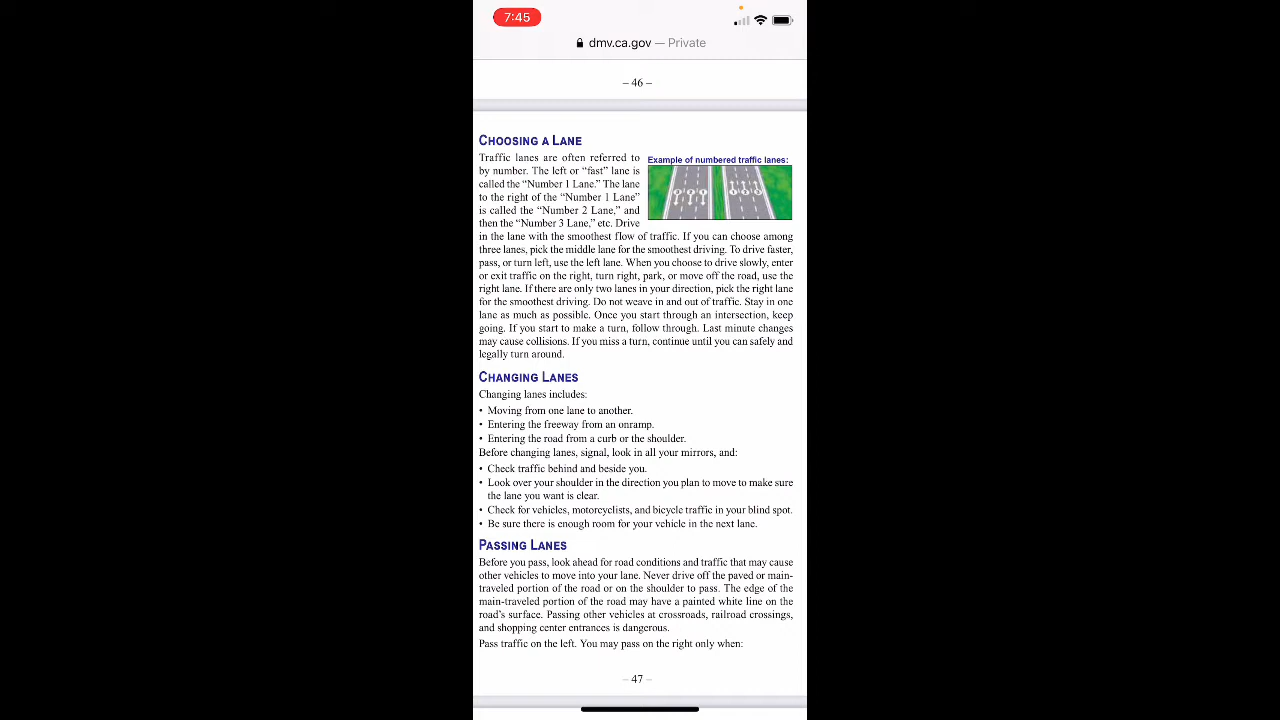 7:45
dmv.ca.gov — Private
– 46 –
CHOOSING A LANE
Traffic lanes are often referred to
by number. The left or “fast” lane is
called the “Number 1 Lane.” The lane
to the right of the “Number 1 Lane”
is called the “Number 2 Lane,” and
then the “Number 3 Lane,” etc. Drive
Example of numbered traffic lanes:
in the lane with the smoothest flow of traffic. If you can choose among
three lanes, pick the middle lane for the smoothest driving. To drive faster,
pass, or turn left, use the left lane. When you choose to drive slowly, enter
or exit traffic on the right, turn right, park, or move off the road, use the
right lane. If there are only two lanes in your direction, pick the right lane
for the smoothest driving. Do not weave in and out of traffic. Stay in one
lane as much as possible. Once you start through an intersection, keep
going. If you start to make a turn, follow through. Last minute changes
may cause collisions. If you miss a turn, continue until you can safely and
legally turn around.
CHANGING LANES
Changing lanes includes:
• Moving from one lane to another.
• Entering the freeway from an onramp.
• Entering the road from a curb or the shoulder.
Before changing lanes, signal, look in all your mirrors, and:
• Check traffic behind and beside you.
• Look over your shoulder in the direction you plan to move to make sure
the lane you want is clear.
• Check for vehicles, motorcyclists, and bicycle traffic in your blind spot.
• Be sure there is enough room for your vehicle in the next lane.
PASSING LANES
Before you pass, look ahead for road conditions and traffic that may cause
other vehicles to move into your lane. Never drive off the paved or main-
traveled portion of the road or on the shoulder to pass. The edge of the
main-traveled portion of the road may have a painted white line on the
road’s surface. Passing other vehicles at crossroads, railroad crossings,
and shopping center entrances is dangerous.
Pass traffic on the left. You may pass on the right only when:
– 47 –